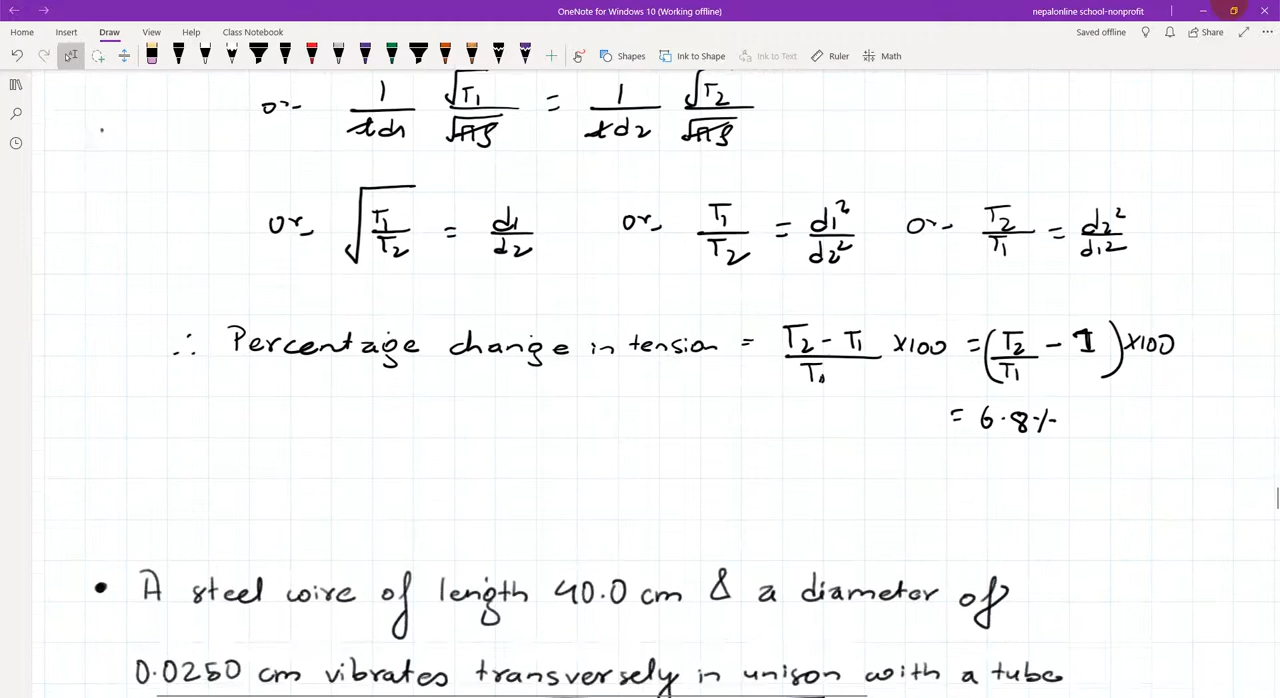 OneNote for Windows 10 (Working offline)
nepalonline school-nonprofit
Home Insert Draw View Help Class Notebook
Saved offline Share
Shapes Ink to Shape Ink to Text Ruler Math
or 1/(l d1) √T1/√(πρ) = 1/(l d2) √T2/√(πρ)
or √(T1/T2) = d1/d2 or T1/T2 = d1²/d2² or T2/T1 = d2²/d1²
∴ Percentage change in tension = (T2 - T1)/T1 ×100 = (T2/T1 - 1) ×100
= 6.8%
• A steel wire of length 40.0 cm & a diameter of
0.0250 cm vibrates transversely in unison with a tube